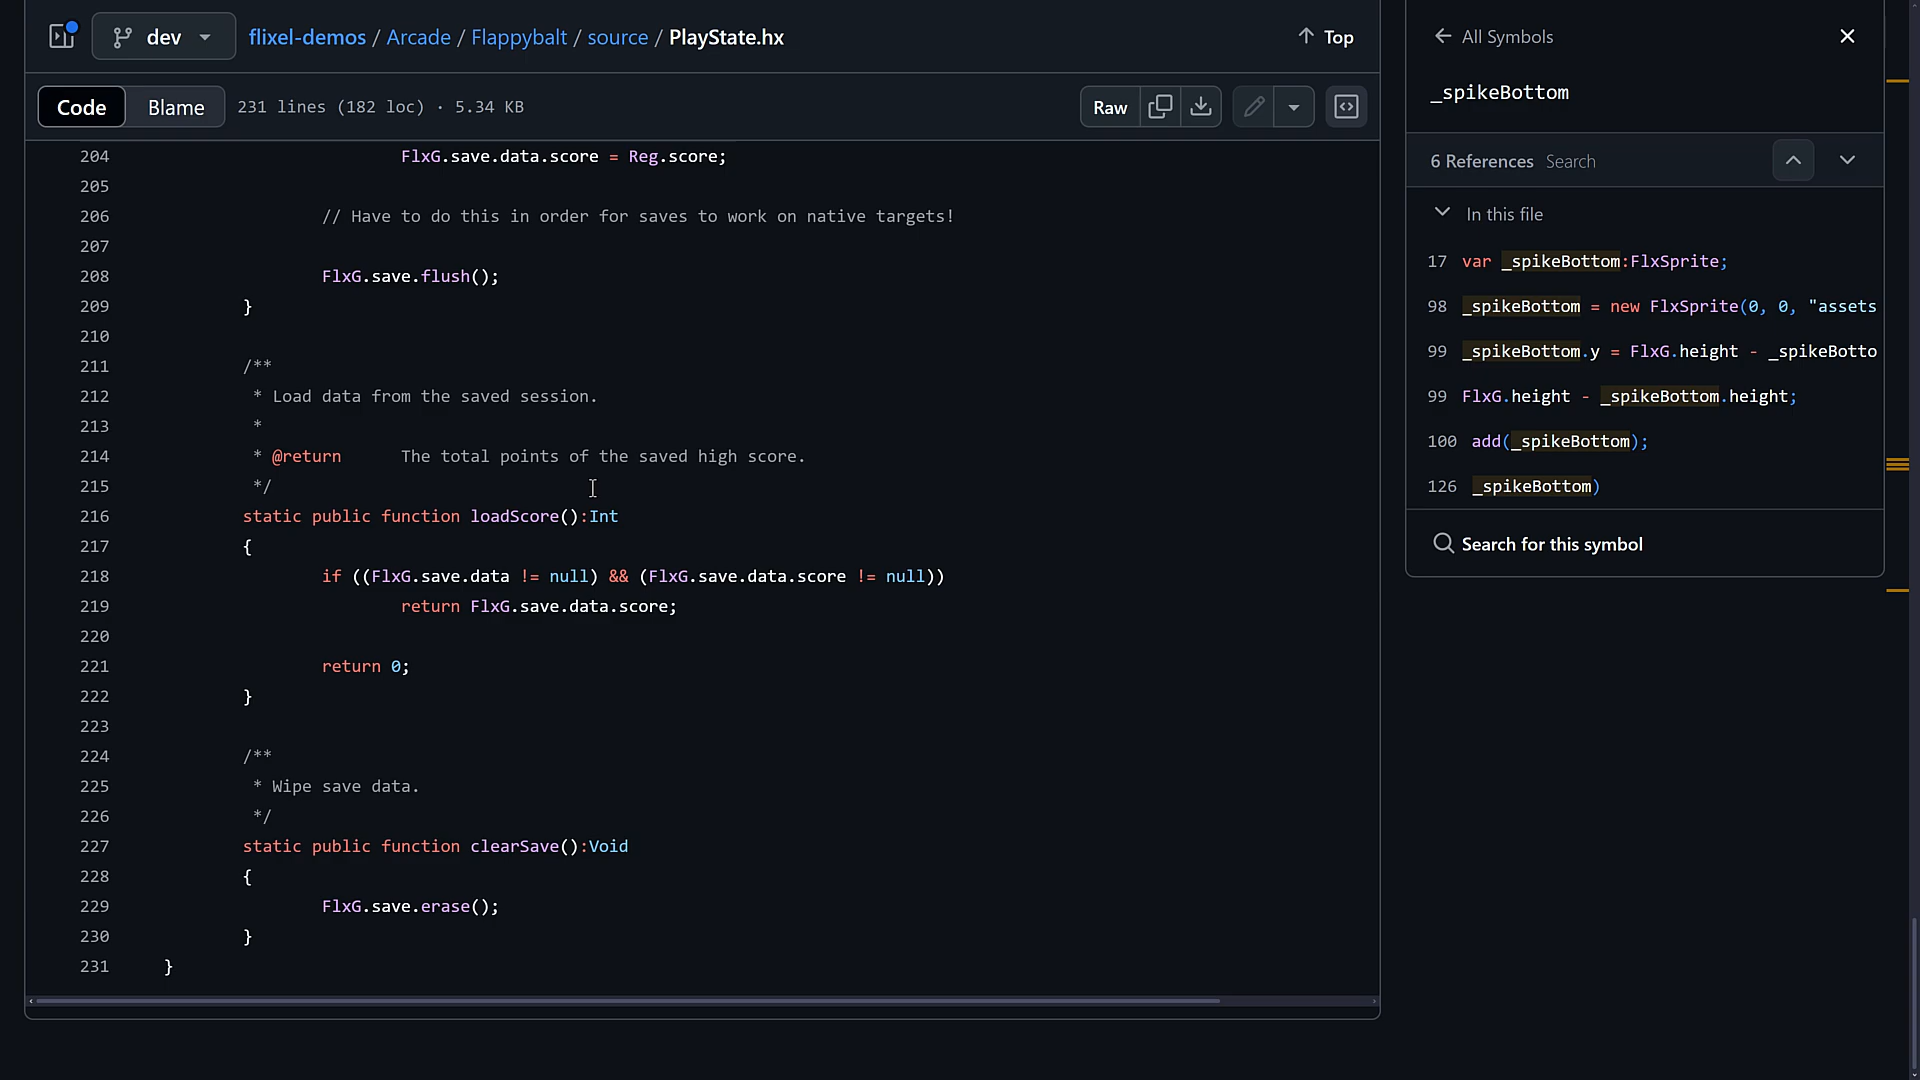 dev
flixel-demos / Arcade / Flappybalt / source / PlayState.hx
Top
Code
Blame
231 lines (182 loc) · 5.34 KB
Raw
204 FlxG.save.data.score = Reg.score;
205
206 // Have to do this in order for saves to work on native targets!
207
208 FlxG.save.flush();
209 }
210
211 /**
212 * Load data from the saved session.
213 *
214 * @return The total points of the saved high score.
215 */
216 static public function loadScore():Int
217 {
218 if ((FlxG.save.data != null) && (FlxG.save.data.score != null))
219 return FlxG.save.data.score;
220
221 return 0;
222 }
223
224 /**
225 * Wipe save data.
226 */
227 static public function clearSave():Void
228 {
229 FlxG.save.erase();
230 }
231 }
All Symbols
_spikeBottom
6 References Search
In this file
17 var _spikeBottom:FlxSprite;
98 _spikeBottom = new FlxSprite(0, 0, "assets
99 _spikeBottom.y = FlxG.height - _spikeBotto
99 FlxG.height - _spikeBottom.height;
100 add(_spikeBottom);
126 _spikeBottom)
Search for this symbol